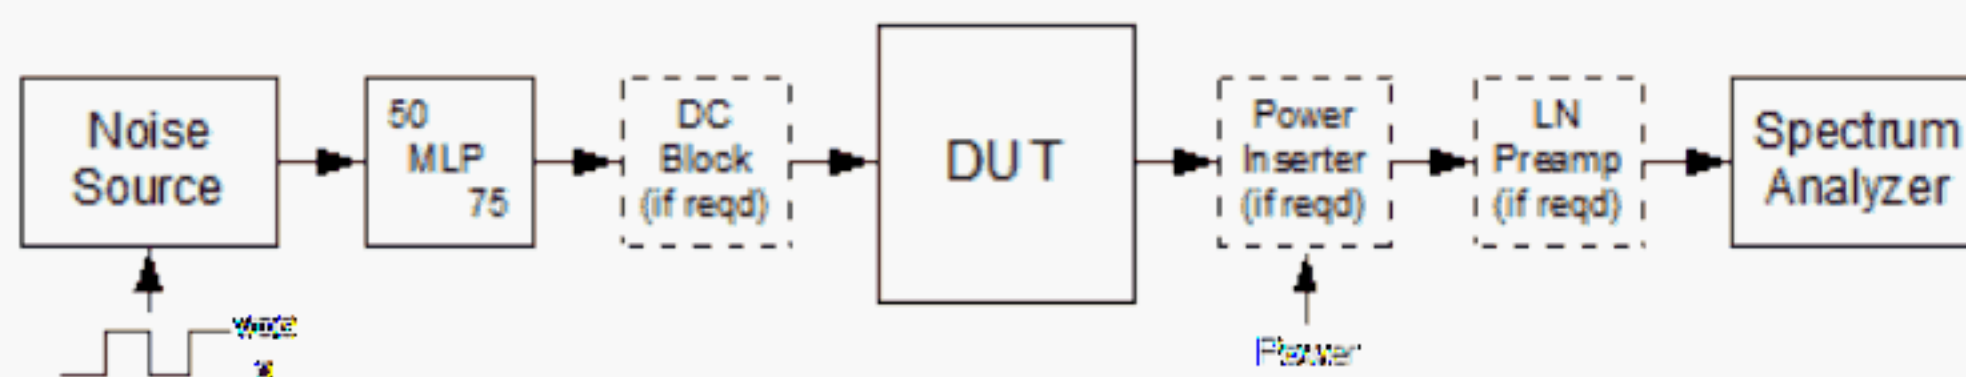 Noise
Source
50
MLP
75
DC
Block
(if reqd)
DUT
Power
Inserter
(if reqd)
LN
Preamp
(if reqd)
Spectrum
Analyzer
Power